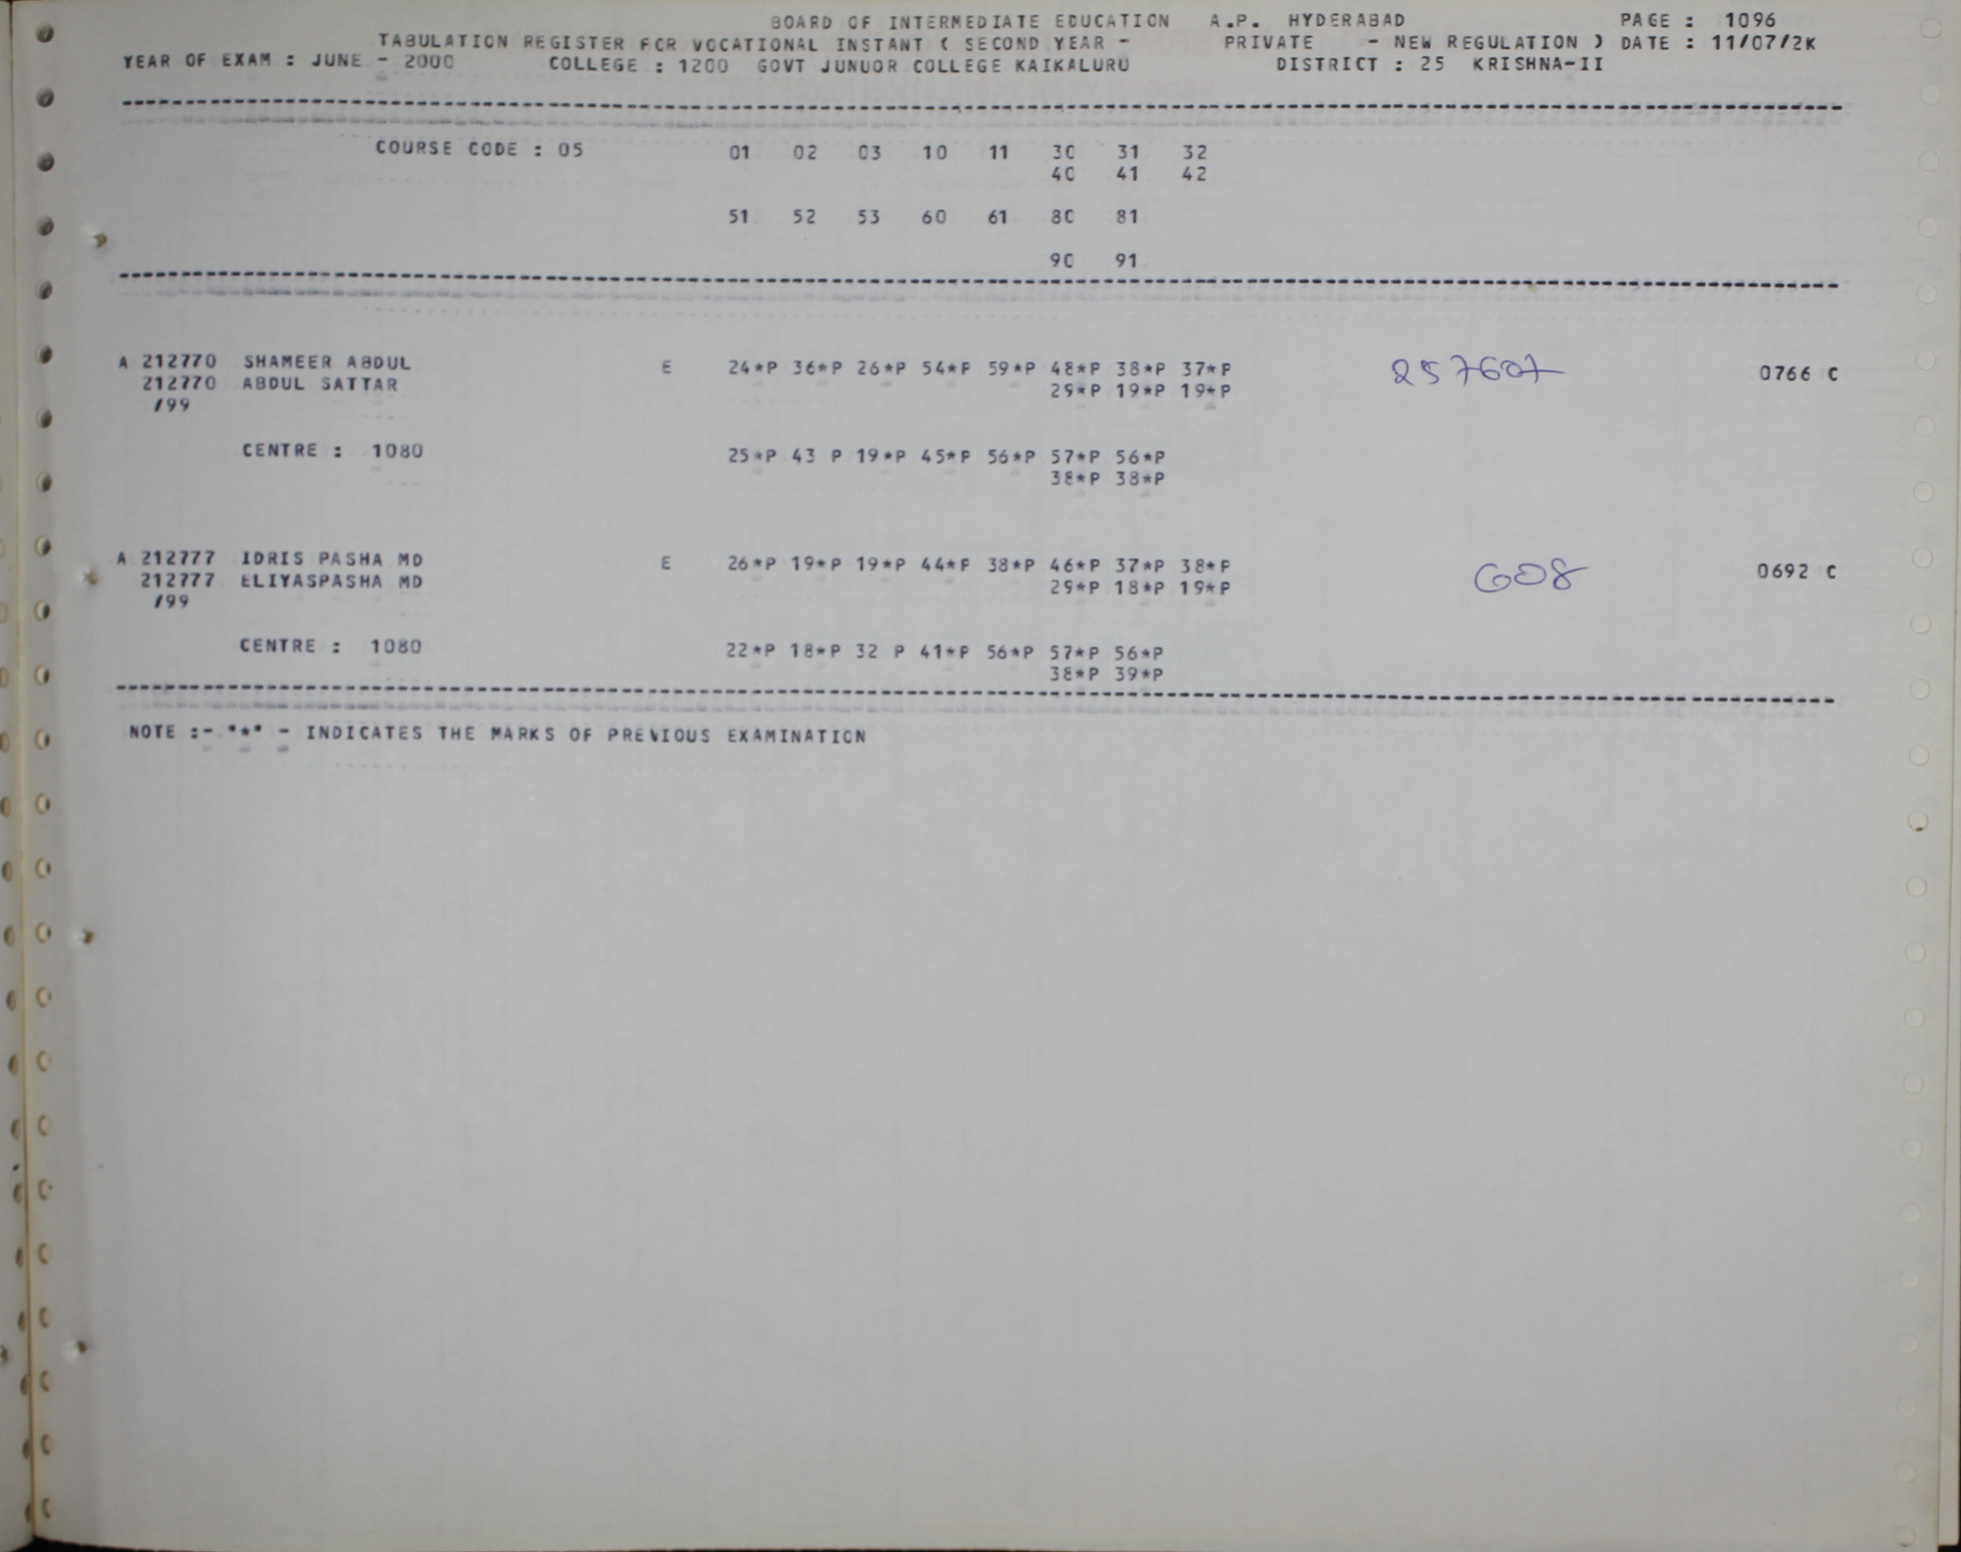 BOARD OF INTERMEDIATE EDUCATION A.P. HYDERABAD PAGE : 1096
TABULATION REGISTER FOR VOCATIONAL INSTANT ( SECOND YEAR - PRIVATE - NEW REGULATION ) DATE : 11/07/2K
YEAR OF EXAM : JUNE - 2000 COLLEGE : 1200 GOVT JUNUOR COLLEGE KAIKALURU DISTRICT : 25 KRISHNA-II
COURSE CODE : 05 01 02 03 10 11 30 31 32
40 41 42
51 52 53 60 61 80 81
90 91
A 212770 SHAMEER ABDUL E 24*P 36*P 26*P 54*P 59*P 48*P 38*P 37*P 257607 0766 C
212770 ABDUL SATTAR 29*P 19*P 19*P
/99
CENTRE : 1080 25*P 43 P 19*P 45*P 56*P 57*P 56*P
38*P 38*P
A 212777 IDRIS PASHA MD E 26*P 19*P 19*P 44*P 38*P 46*P 37*P 38*P 608 0692 C
212777 ELIYASPASHA MD 29*P 18*P 19*P
/99
CENTRE : 1080 22*P 18*P 32 P 41*P 56*P 57*P 56*P
38*P 39*P
NOTE :- "*" - INDICATES THE MARKS OF PREVIOUS EXAMINATION